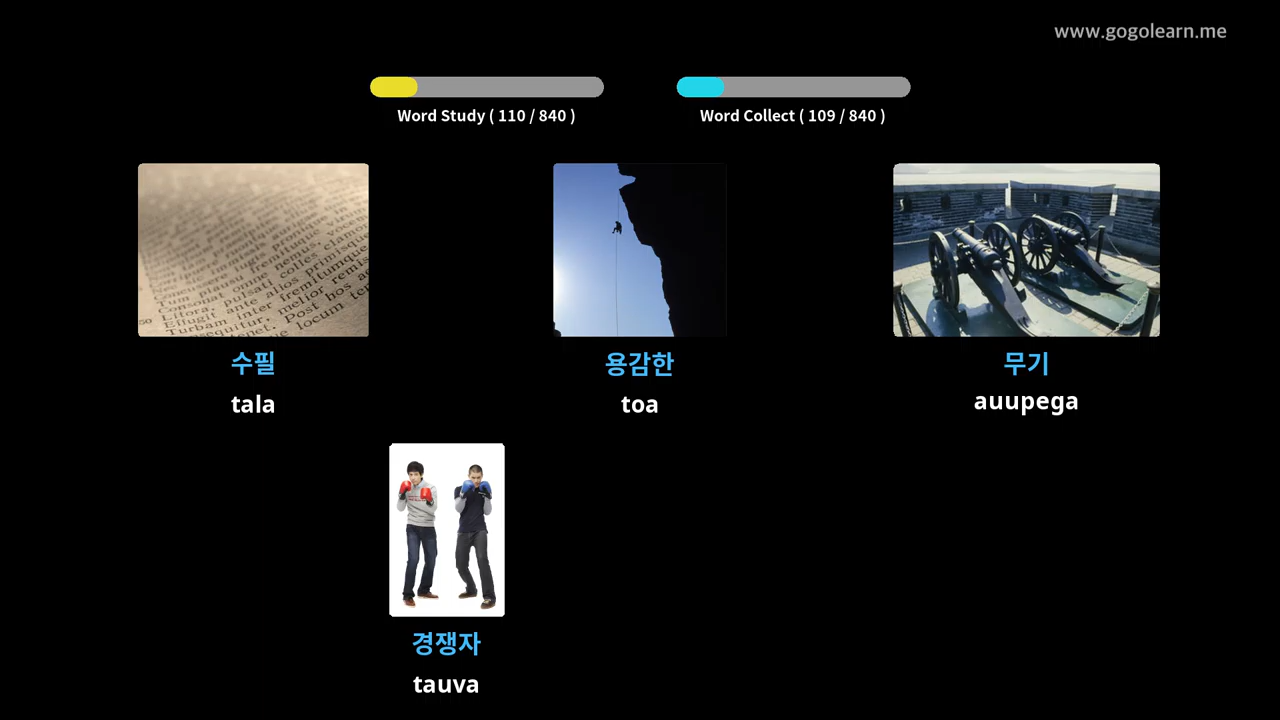 www.gogolearn.me
Word Study ( 110 / 840 )
Word Collect ( 109 / 840 )
수필
tala
용감한
toa
무기
auupega
경쟁자
tauva